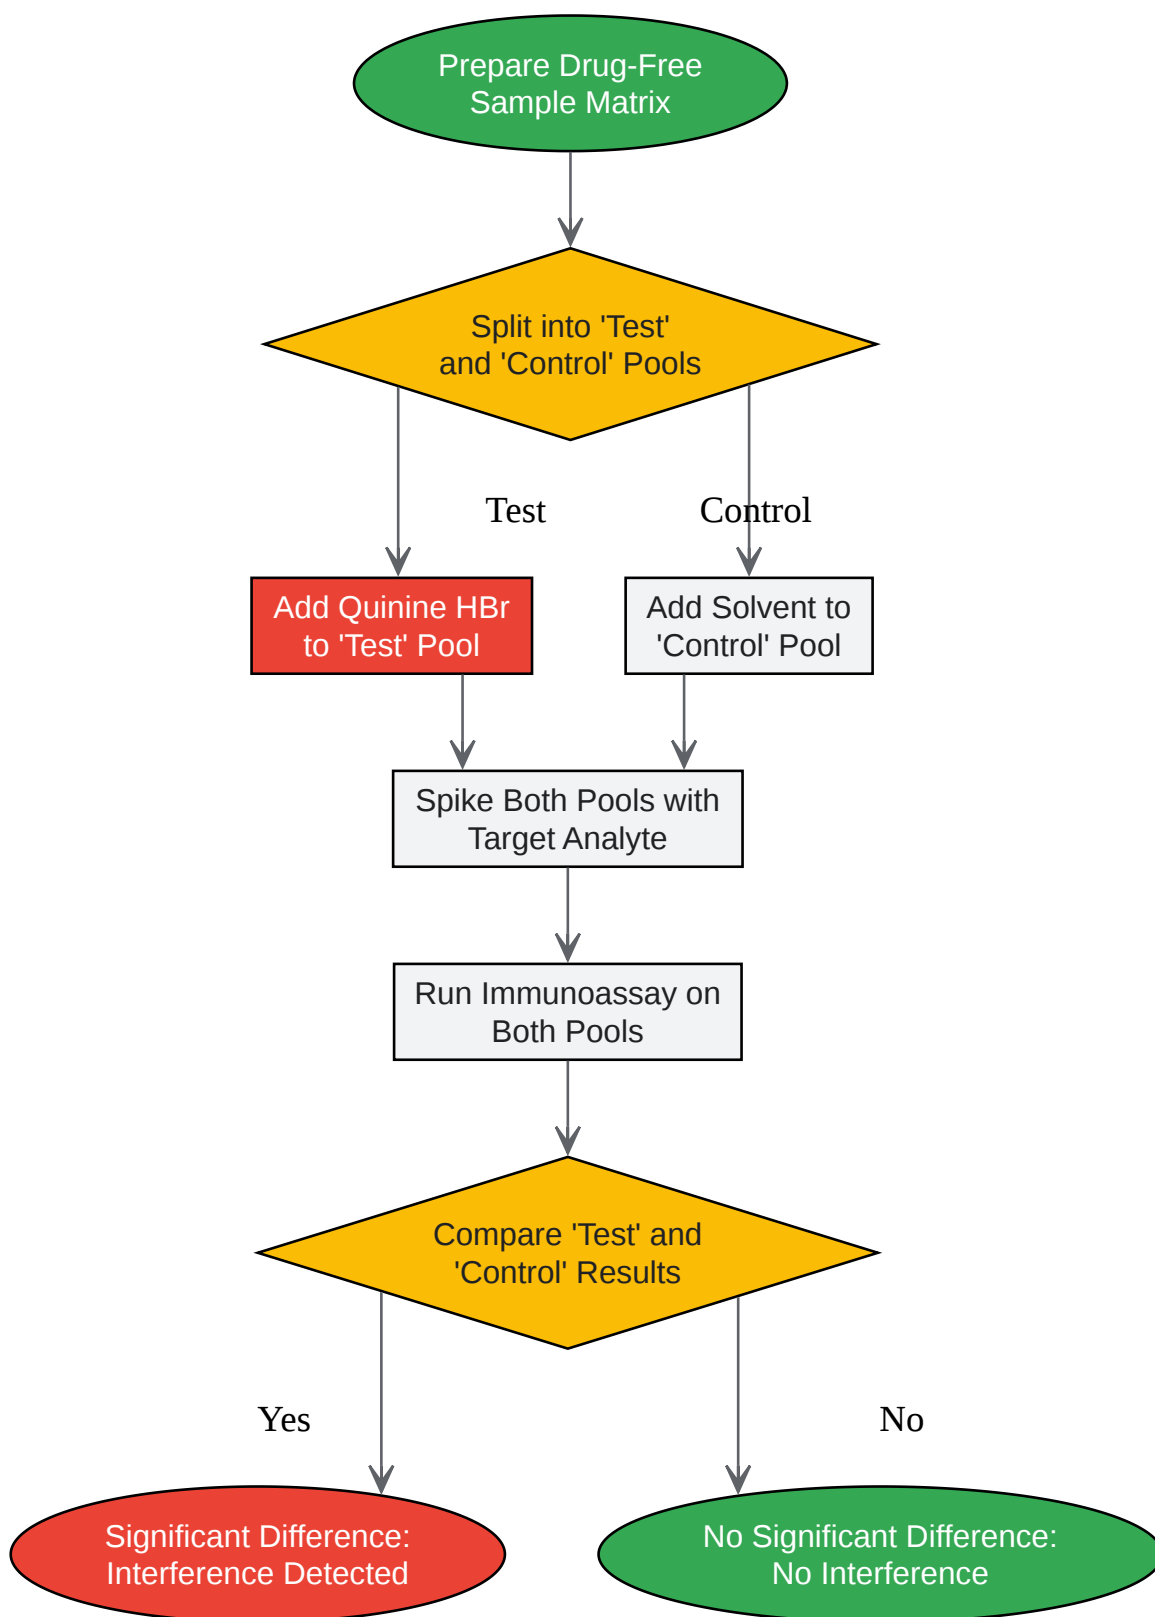 Prepare Drug-Free
Sample Matrix
Split into 'Test'
and 'Control' Pools
Test
Control
Add Quinine HBr
to 'Test' Pool
Add Solvent to
'Control' Pool
Spike Both Pools with
Target Analyte
Run Immunoassay on
Both Pools
Compare 'Test' and
'Control' Results
Yes
No
Significant Difference:
Interference Detected
No Significant Difference:
No Interference